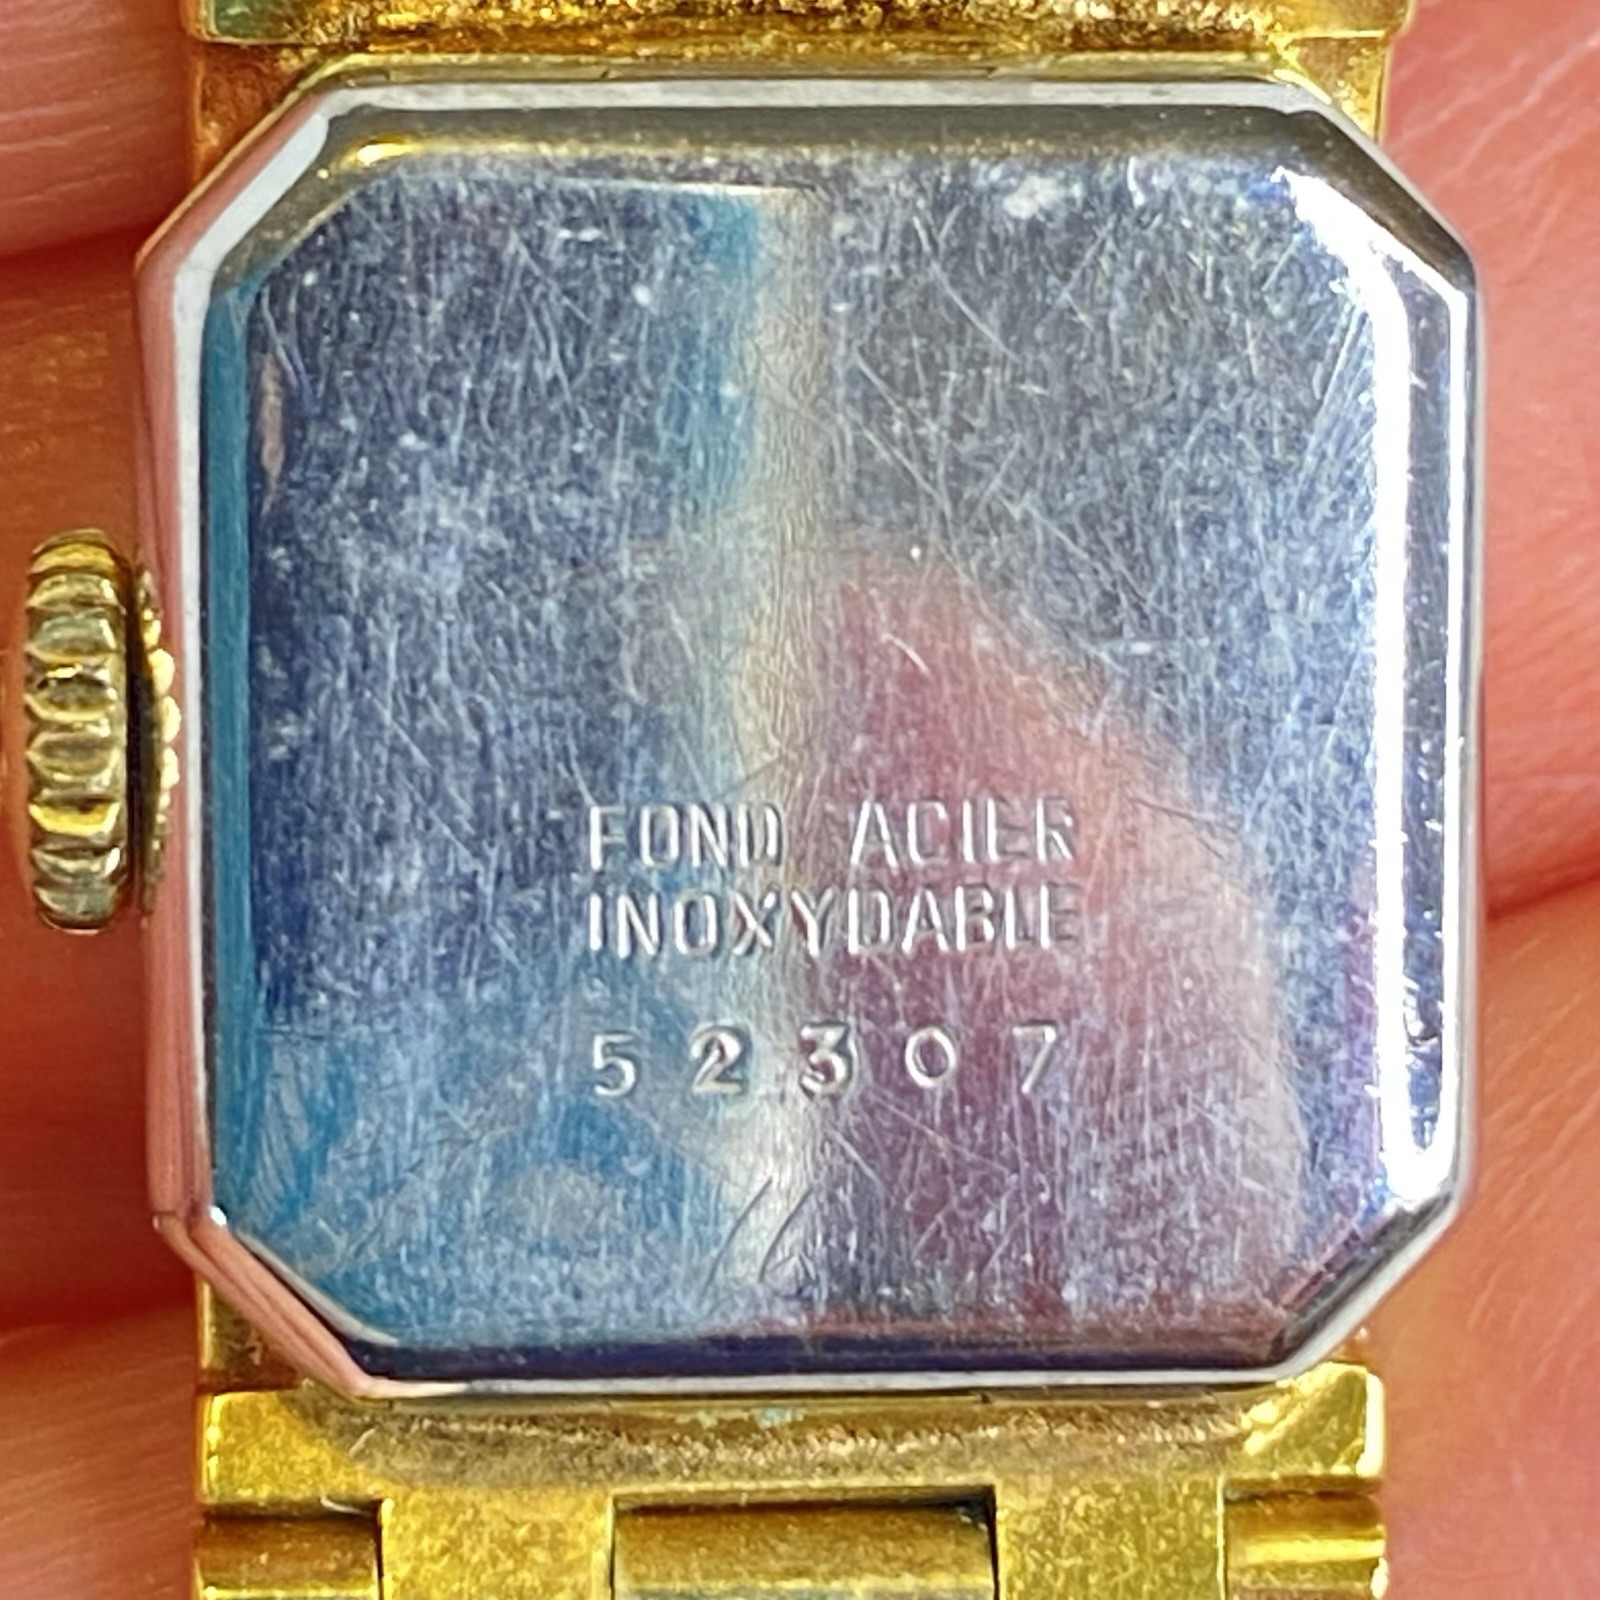 FOND ACIER
INOXYDABLE
52307